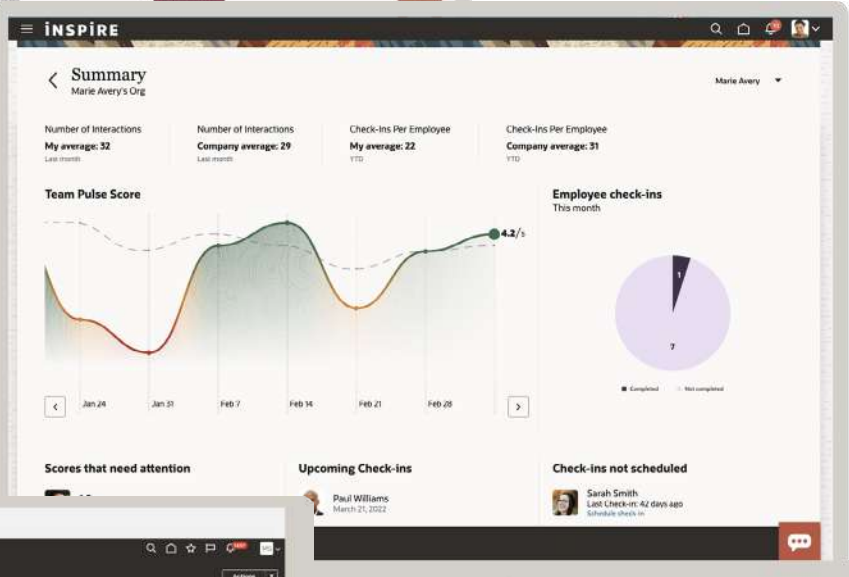 iNSPiRE
Summary
Marie Avery's Org
Marie Avery
Number of Interactions
My average: 32
Last month
Number of Interactions
Company average: 29
Last month
Check-Ins Per Employee
My average: 22
YTD
Check-Ins Per Employee
Company average: 31
YTD
Team Pulse Score
4.2/5
Jan 24
Jan 31
Feb 7
Feb 14
Feb 21
Feb 28
Employee check-ins
This month
1
7
Completed
Not completed
Scores that need attention
Upcoming Check-ins
Paul Williams
March 21, 2022
Check-ins not scheduled
Sarah Smith
Last Check-in: 42 days ago
Schedule check-in
Actions